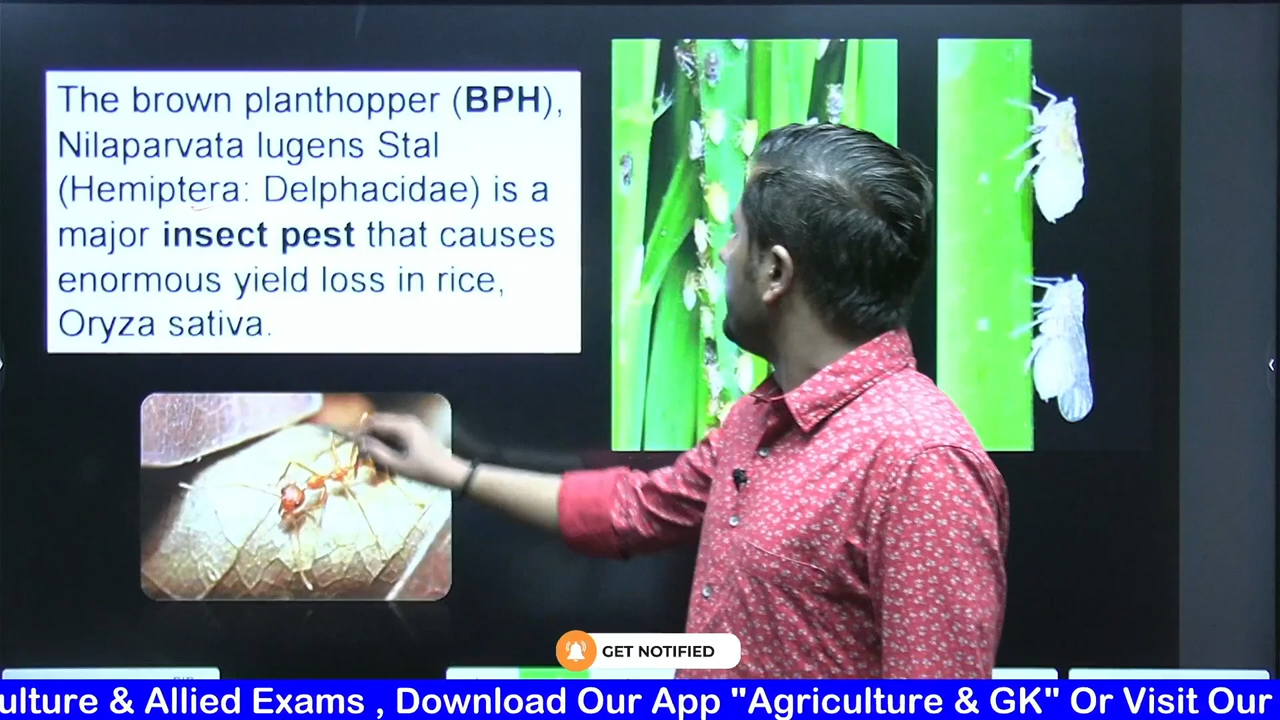 The brown planthopper (BPH),
Nilaparvata lugens Stal
(Hemiptera: Delphacidae) is a
major insect pest that causes
enormous yield loss in rice,
Oryza sativa.
GET NOTIFIED
ulture & Allied Exams , Download Our App "Agriculture & GK" Or Visit Our